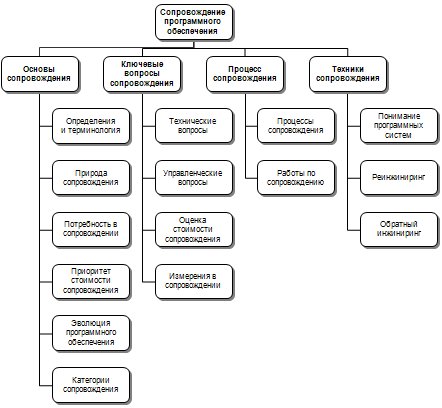 Сопровождение
программного
обеспечения
Основы
сопровождения
Ключевые
вопросы
сопровождения
Процесс
сопровождения
Техники
сопровождения
Определения
и терминология
Природа
сопровождения
Потребность в
сопровождении
Приоритет
стоимости
сопровождения
Эволюция
программного
обеспечения
Категории
сопровождения
Технические
вопросы
Управленческие
вопросы
Оценка
стоимости
сопровождения
Измерения в
сопровождении
Процессы
сопровождения
Работы по
сопровождению
Понимание
программных
систем
Реинжиниринг
Обратный
инжиниринг